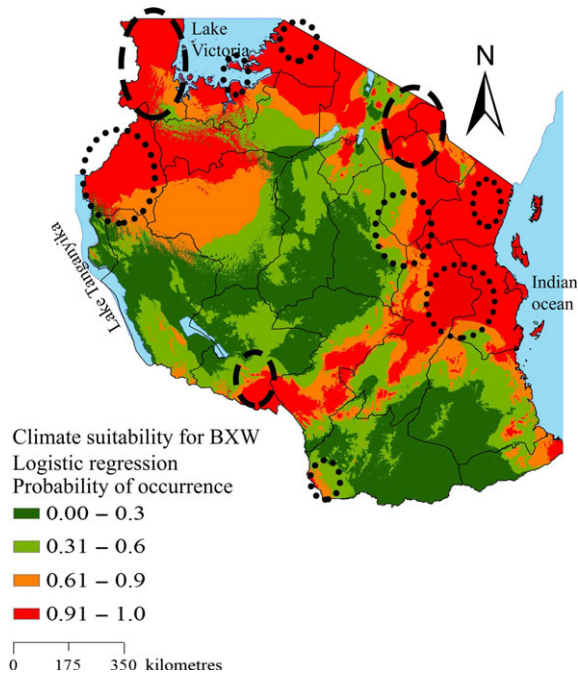 Lake
Victoria
N
Lake Tanganyika
Indian
ocean
Climate suitability for BXW
Logistic regression
Probability of occurrence
0.00 – 0.3
0.31 – 0.6
0.61 – 0.9
0.91 – 1.0
0 175 350 kilometres